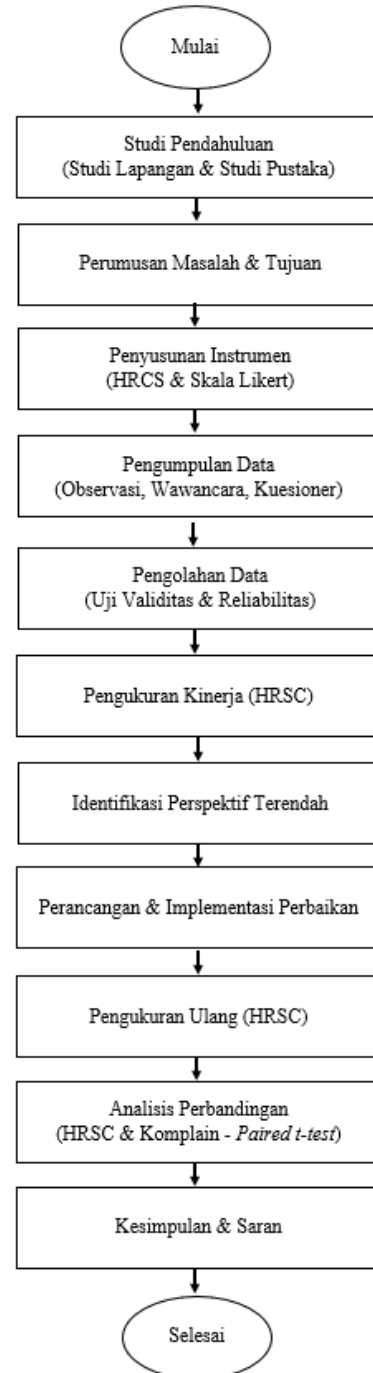 Mulai
Studi Pendahuluan
(Studi Lapangan & Studi Pustaka)
Perumusan Masalah & Tujuan
Penyusunan Instrumen
(HRCS & Skala Likert)
Pengumpulan Data
(Observasi, Wawancara, Kuesioner)
Pengolahan Data
(Uji Validitas & Reliabilitas)
Pengukuran Kinerja (HRSC)
Identifikasi Perspektif Terendah
Perancangan & Implementasi Perbaikan
Pengukuran Ulang (HRSC)
Analisis Perbandingan
(HRSC & Komplain - Paired t-test)
Kesimpulan & Saran
Selesai